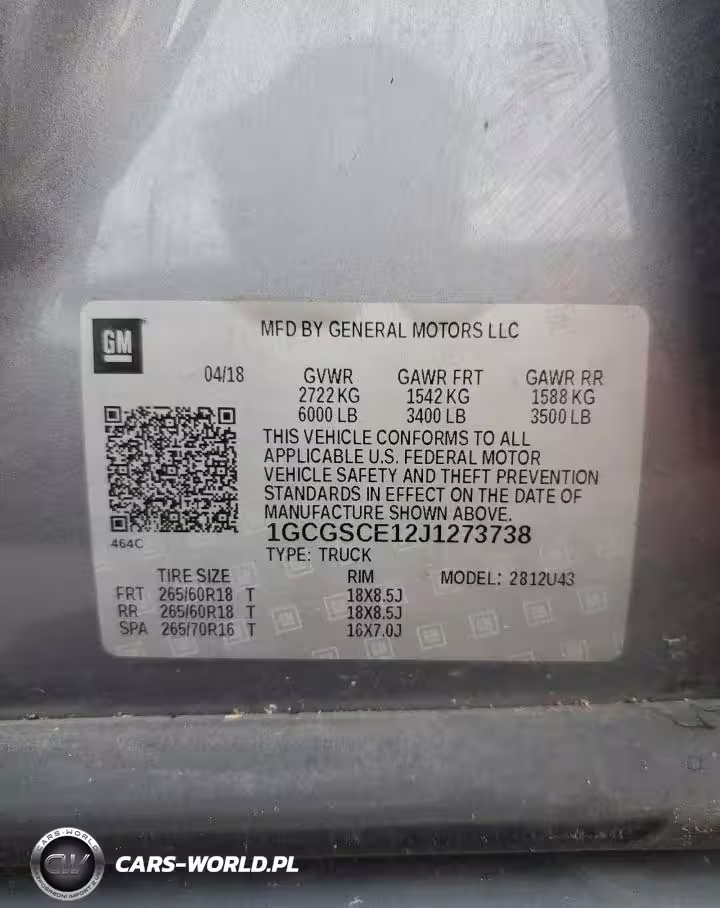 GM
MFD BY GENERAL MOTORS LLC
04/18 GVWR GAWR FRT GAWR RR
2722 KG 1542 KG 1588 KG
6000 LB 3400 LB 3500 LB
THIS VEHICLE CONFORMS TO ALL
APPLICABLE U.S. FEDERAL MOTOR
VEHICLE SAFETY AND THEFT PREVENTION
STANDARDS IN EFFECT ON THE DATE OF
MANUFACTURE SHOWN ABOVE.
464C
1GCGSCE12J1273738
TYPE: TRUCK
TIRE SIZE RIM MODEL: 2812U43
FRT 265/60R18 T 18X8.5J
RR 265/60R18 T 18X8.5J
SPA 265/70R16 T 16X7.0J
CARS-WORLD
CW
CARS-WORLD.PL